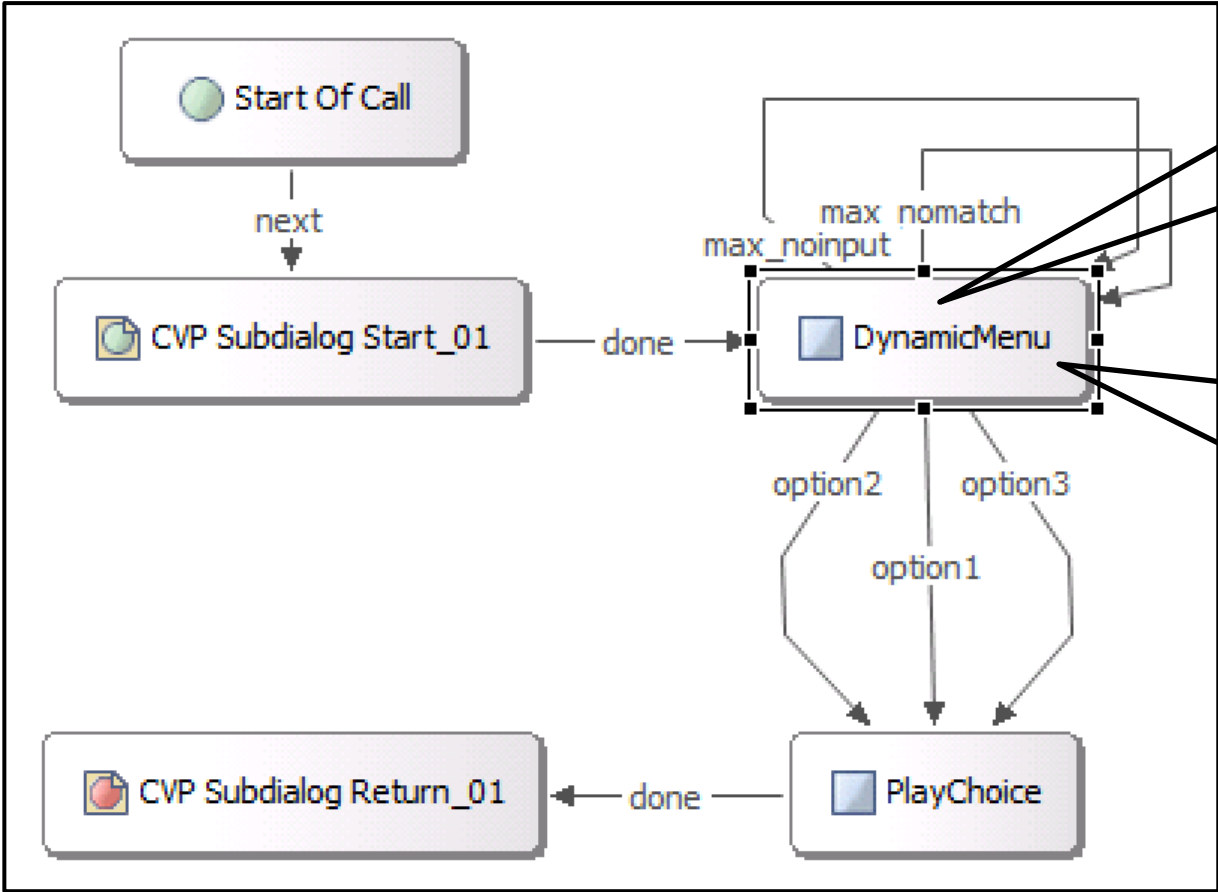 Start Of Call
next
max_nomatch
max_noinput
CVP Subdialog Start_01
done
DynamicMenu
option2
option3
option1
CVP Subdialog Return_01
done
PlayChoice